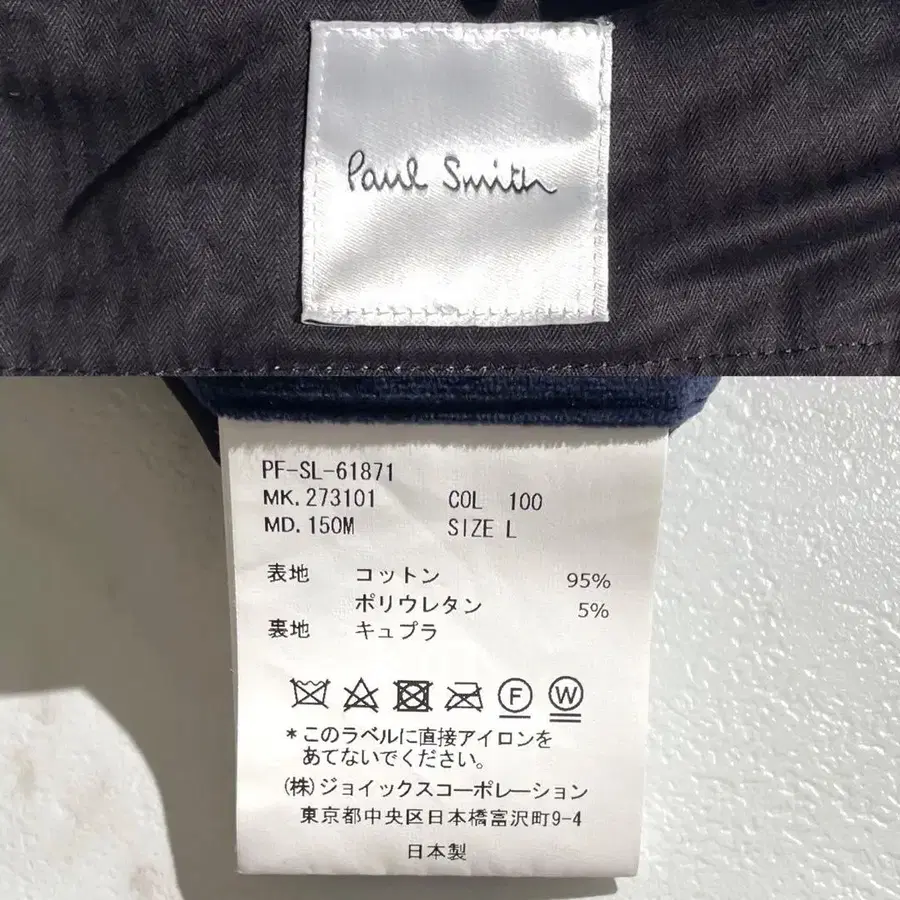 Paul Smith
PF-SL-61871
MK.273101 COL 100
MD.150M SIZE L
表地 コットン 95%
ポリウレタン 5%
裏地 キュプラ
F W
*このラベルに直接アイロンを
あてないでください。
(株)ジョイックスコーポレーション
東京都中央区日本橋富沢町9-4
日本製